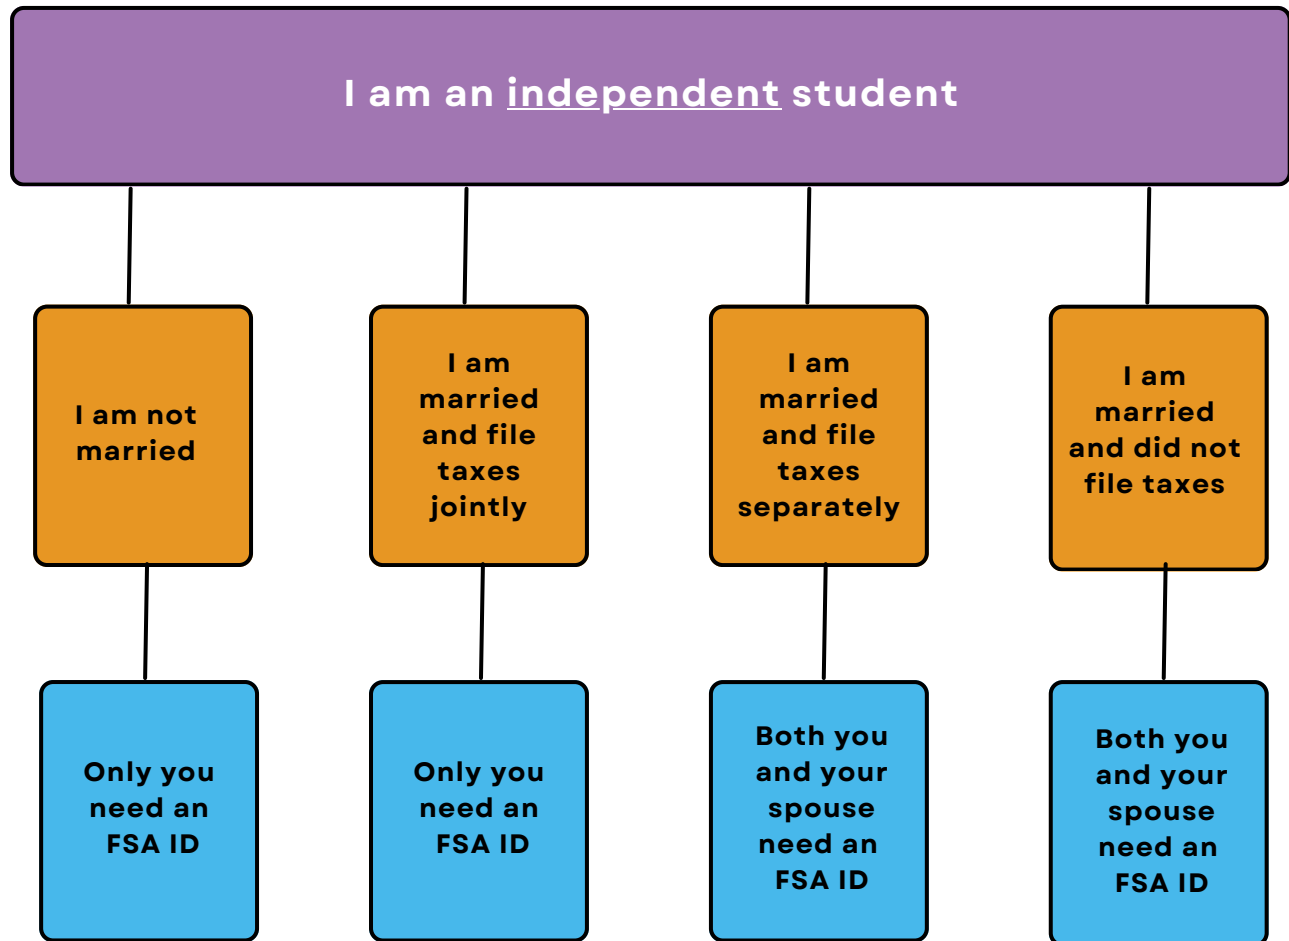 I am an independent student
I am not
married
I am
married
and file
taxes
jointly
I am
married
and file
taxes
separately
I am
married
and did not
file taxes
Only you
need an
FSA ID
Only you
need an
FSA ID
Both you
and your
spouse
need an
FSA ID
Both you
and your
spouse
need an
FSA ID